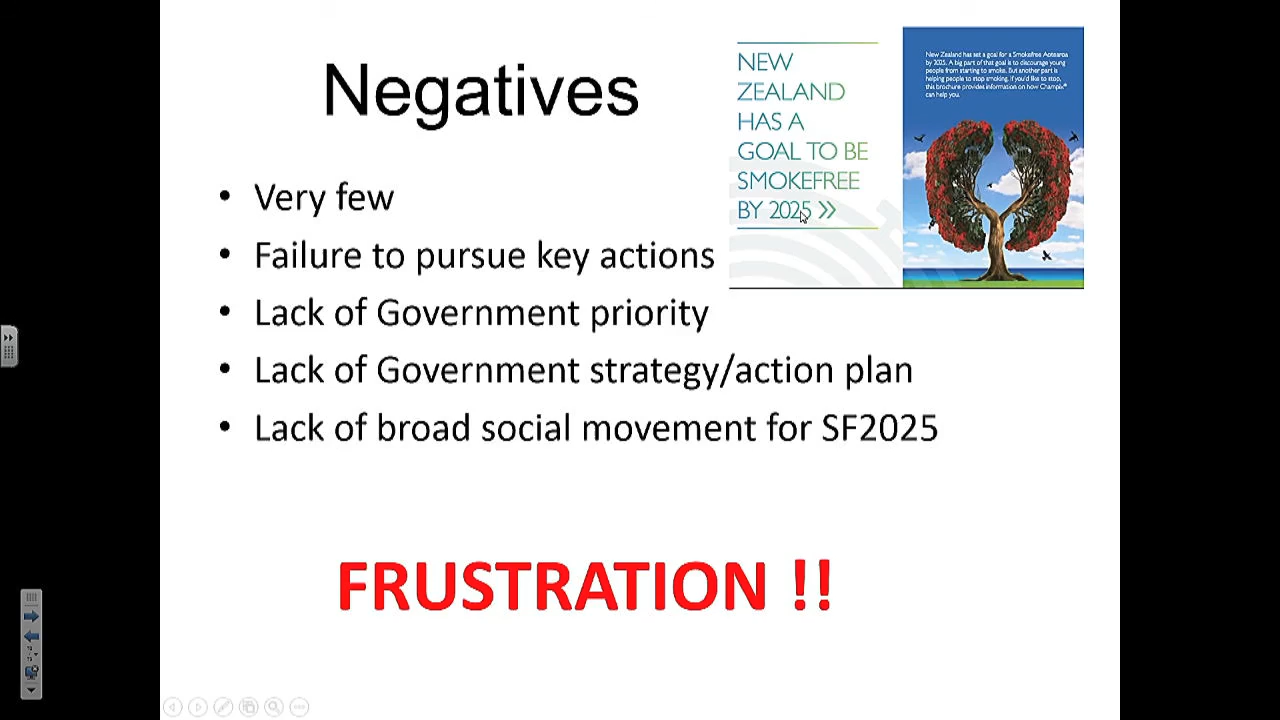 Negatives
• Very few
• Failure to pursue key actions
• Lack of Government priority
• Lack of Government strategy/action plan
• Lack of broad social movement for SF2025
FRUSTRATION !!
NEW
ZEALAND
HAS A
GOAL TO BE
SMOKEFREE
BY 2025 >>
New Zealand has set a goal for a Smokefree Aotearoa
by 2025. A big part of that goal is to discourage young
people from starting to smoke. But another part is
helping people to stop smoking. If you'd like to stop,
this brochure provides information on how Champix®
can help you.